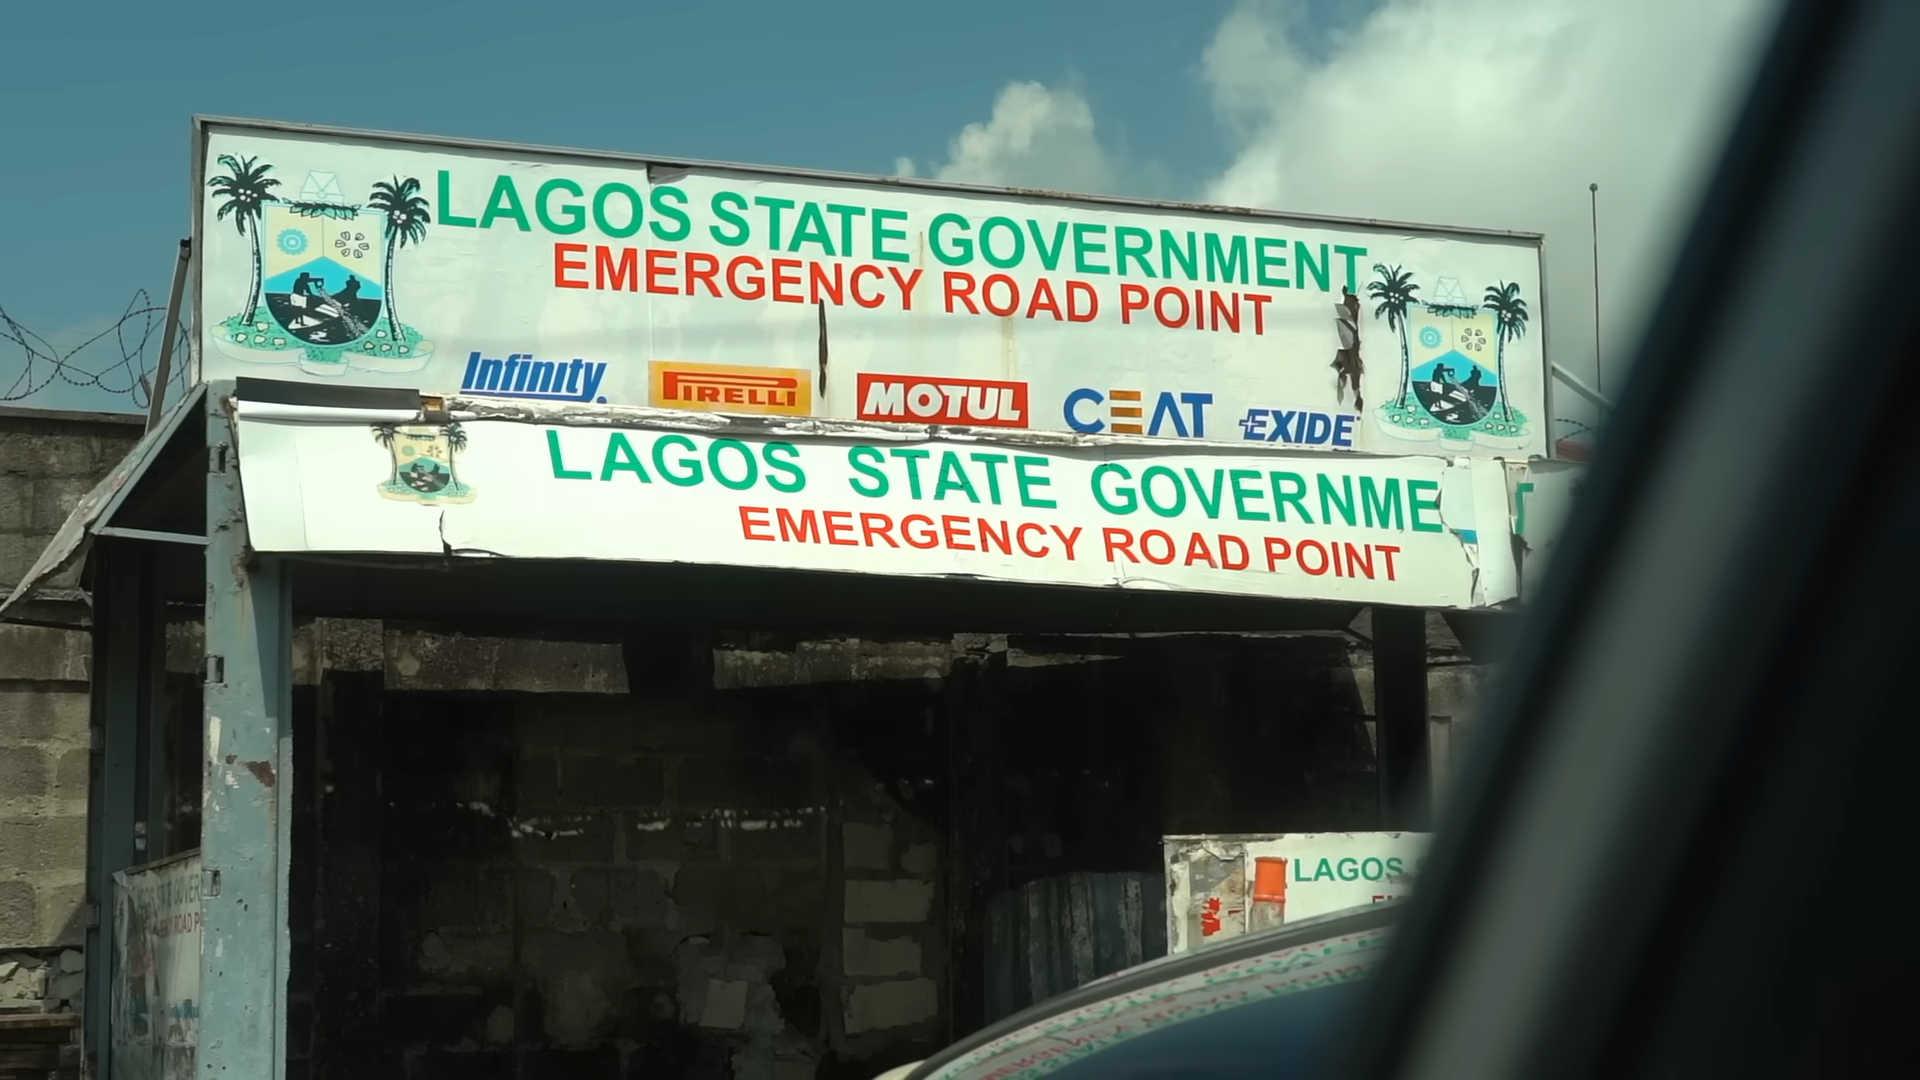 LAGOS STATE GOVERNMENT
EMERGENCY ROAD POINT
Infinity
PIRELLI
MOTUL
CEAT
EXIDE
LAGOS STATE GOVERNME T
EMERGENCY ROAD POINT
LAGOS